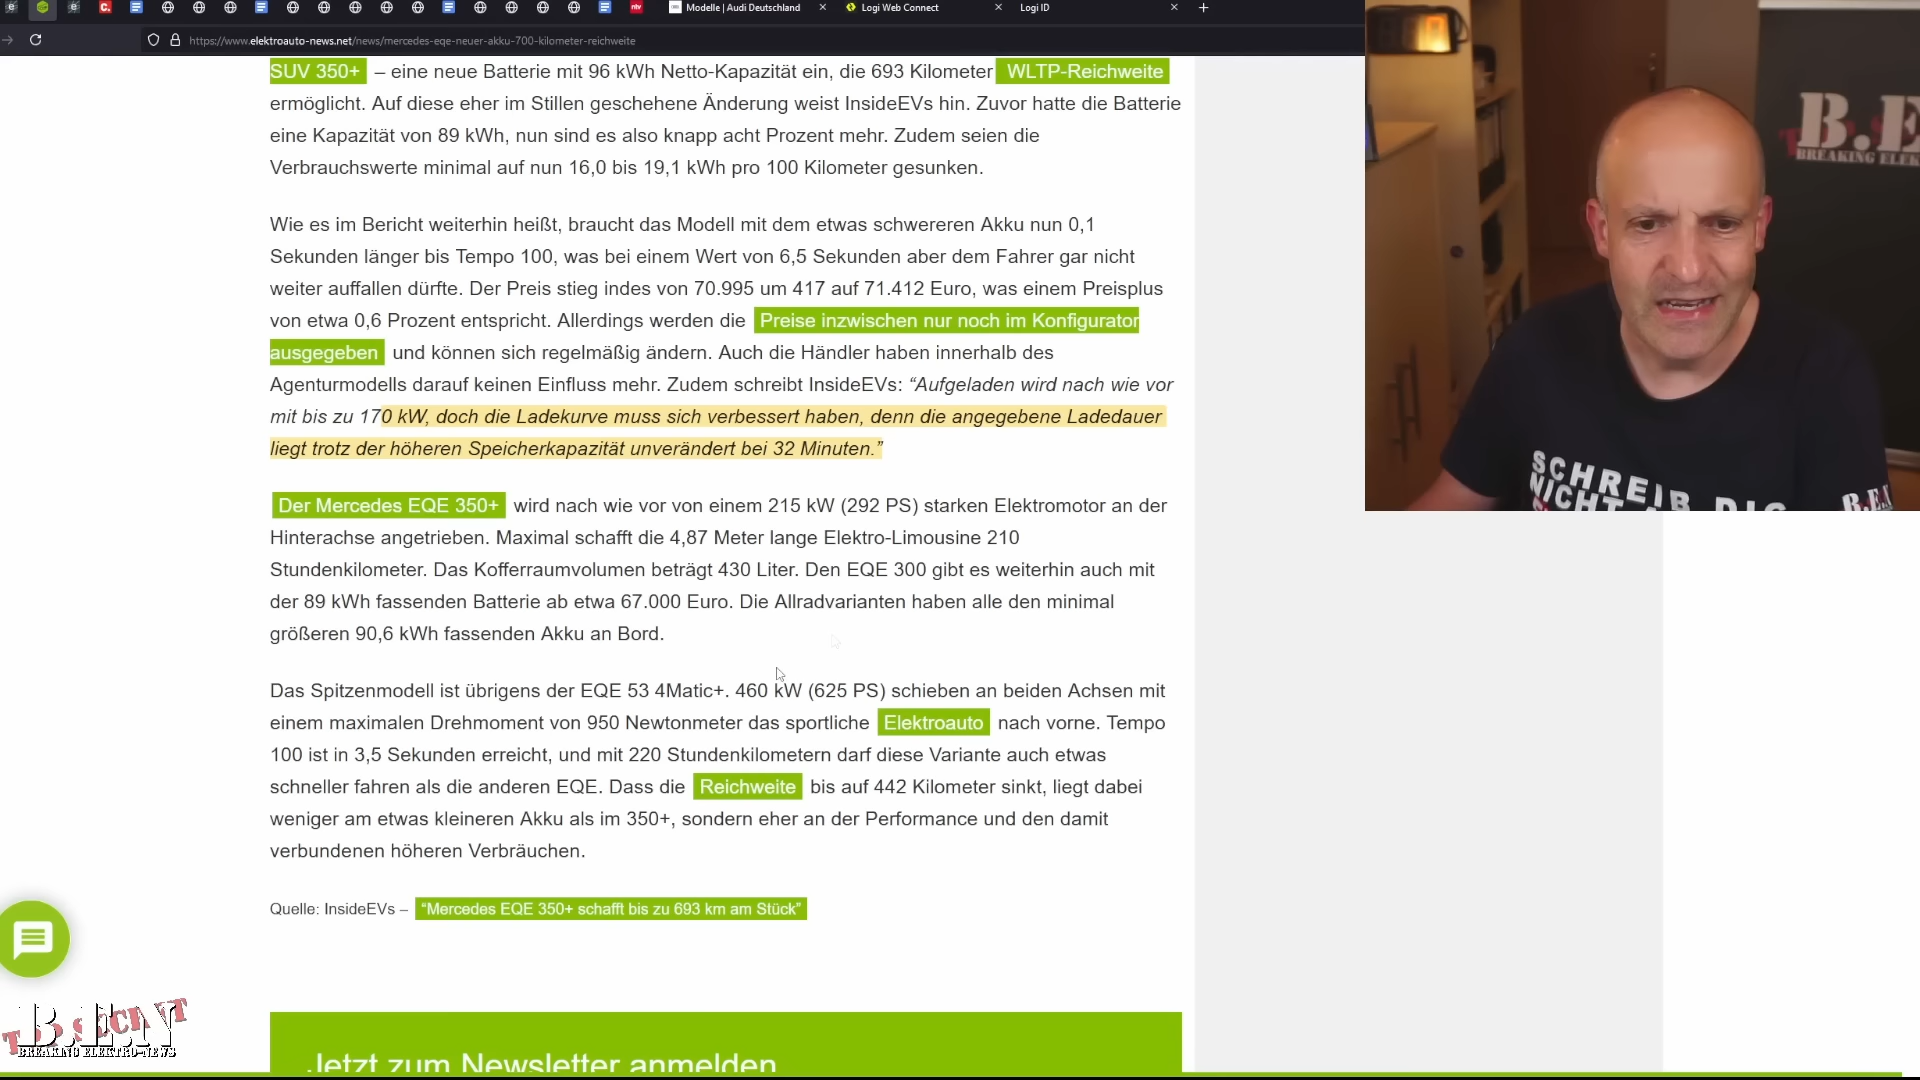 Modelle | Audi Deutschland
Logi Web Connect
Logi ID
https://www.elektroauto-news.net/news/mercedes-eqe-neuer-akku-700-kilometer-reichweite
SUV 350+ – eine neue Batterie mit 96 kWh Netto-Kapazität ein, die 693 Kilometer WLTP-Reichweite
ermöglicht. Auf diese eher im Stillen geschehene Änderung weist InsideEVs hin. Zuvor hatte die Batterie
eine Kapazität von 89 kWh, nun sind es also knapp acht Prozent mehr. Zudem seien die
Verbrauchswerte minimal auf nun 16,0 bis 19,1 kWh pro 100 Kilometer gesunken.
Wie es im Bericht weiterhin heißt, braucht das Modell mit dem etwas schwereren Akku nun 0,1
Sekunden länger bis Tempo 100, was bei einem Wert von 6,5 Sekunden aber dem Fahrer gar nicht
weiter auffallen dürfte. Der Preis stieg indes von 70.995 um 417 auf 71.412 Euro, was einem Preisplus
von etwa 0,6 Prozent entspricht. Allerdings werden die Preise inzwischen nur noch im Konfigurator
ausgegeben und können sich regelmäßig ändern. Auch die Händler haben innerhalb des
Agenturmodells darauf keinen Einfluss mehr. Zudem schreibt InsideEVs: “Aufgeladen wird nach wie vor
mit bis zu 170 kW, doch die Ladekurve muss sich verbessert haben, denn die angegebene Ladedauer
liegt trotz der höheren Speicherkapazität unverändert bei 32 Minuten.”
Der Mercedes EQE 350+ wird nach wie vor von einem 215 kW (292 PS) starken Elektromotor an der
Hinterachse angetrieben. Maximal schafft die 4,87 Meter lange Elektro-Limousine 210
Stundenkilometer. Das Kofferraumvolumen beträgt 430 Liter. Den EQE 300 gibt es weiterhin auch mit
der 89 kWh fassenden Batterie ab etwa 67.000 Euro. Die Allradvarianten haben alle den minimal
größeren 90,6 kWh fassenden Akku an Bord.
Das Spitzenmodell ist übrigens der EQE 53 4Matic+. 460 kW (625 PS) schieben an beiden Achsen mit
einem maximalen Drehmoment von 950 Newtonmeter das sportliche Elektroauto nach vorne. Tempo
100 ist in 3,5 Sekunden erreicht, und mit 220 Stundenkilometern darf diese Variante auch etwas
schneller fahren als die anderen EQE. Dass die Reichweite bis auf 442 Kilometer sinkt, liegt dabei
weniger am etwas kleineren Akku als im 350+, sondern eher an der Performance und den damit
verbundenen höheren Verbräuchen.
Quelle: InsideEVs – “Mercedes EQE 350+ schafft bis zu 693 km am Stück”
Jetzt zum Newsletter anmelden
B.E.N
BREAKING ELEKTRO-NEWS
B.E
BREAKING ELEK
SCHREIB DIC
NICHT A
B.EN